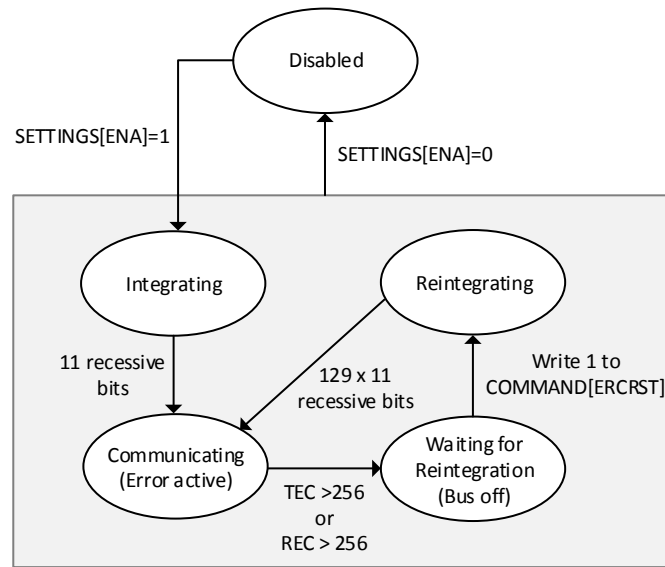 Disabled
SETTINGS[ENA]=1
SETTINGS[ENA]=0
Integrating
Reintegrating
11 recessive
bits
129 x 11
recessive bits
Write 1 to
COMMAND[ERCRST]
Communicating
(Error active)
Waiting for
Reintegration
(Bus off)
TEC >256
or
REC > 256